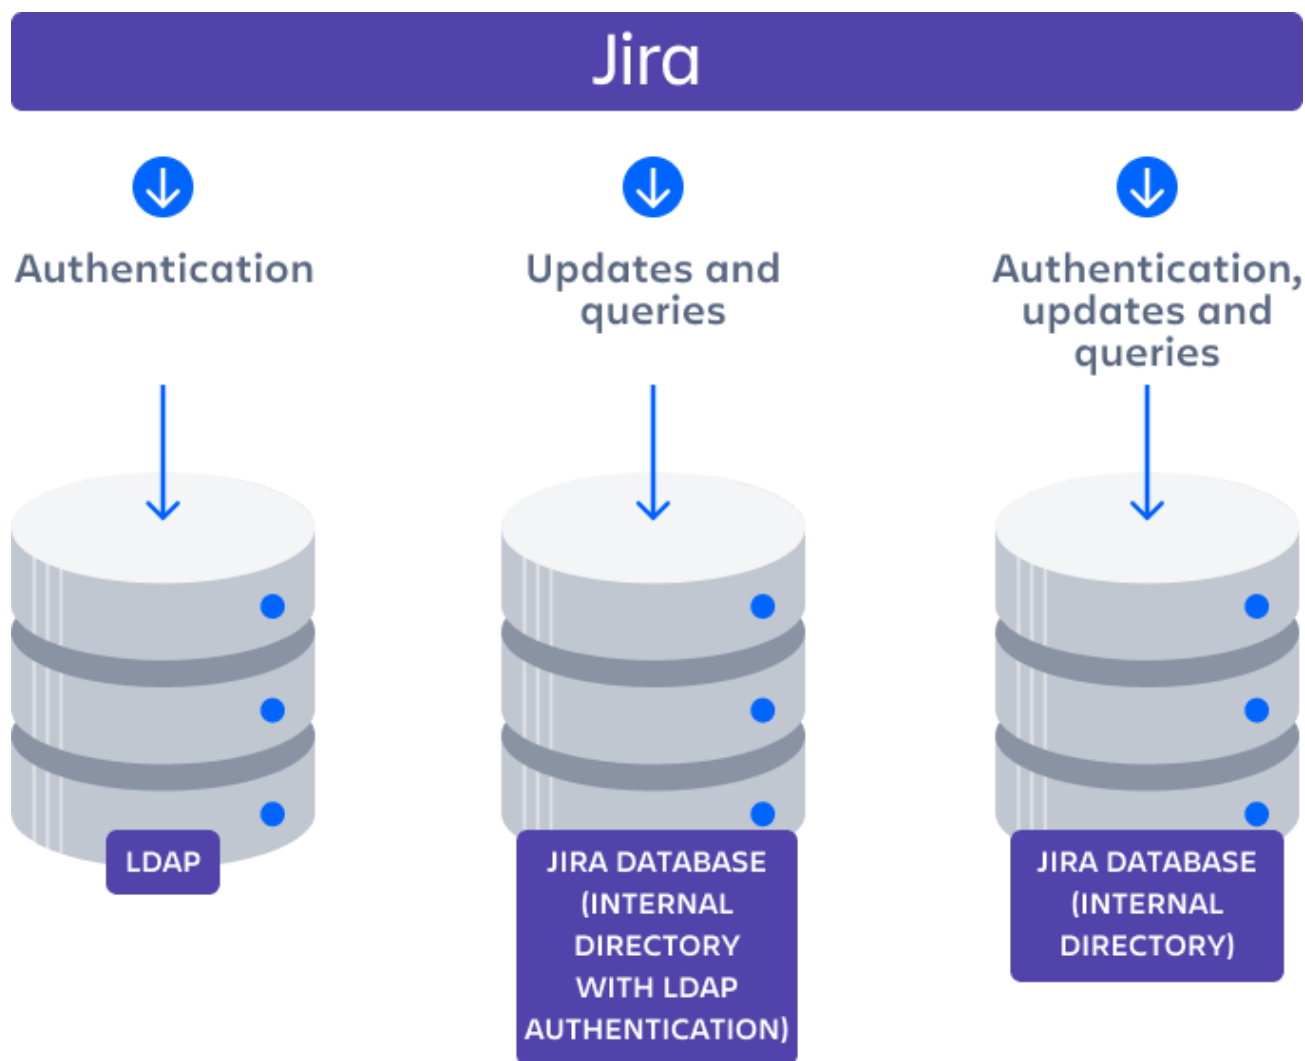 Jira
Authentication
Updates and
queries
Authentication,
updates and
queries
LDAP
JIRA DATABASE
(INTERNAL
DIRECTORY
WITH LDAP
AUTHENTICATION)
JIRA DATABASE
(INTERNAL
DIRECTORY)